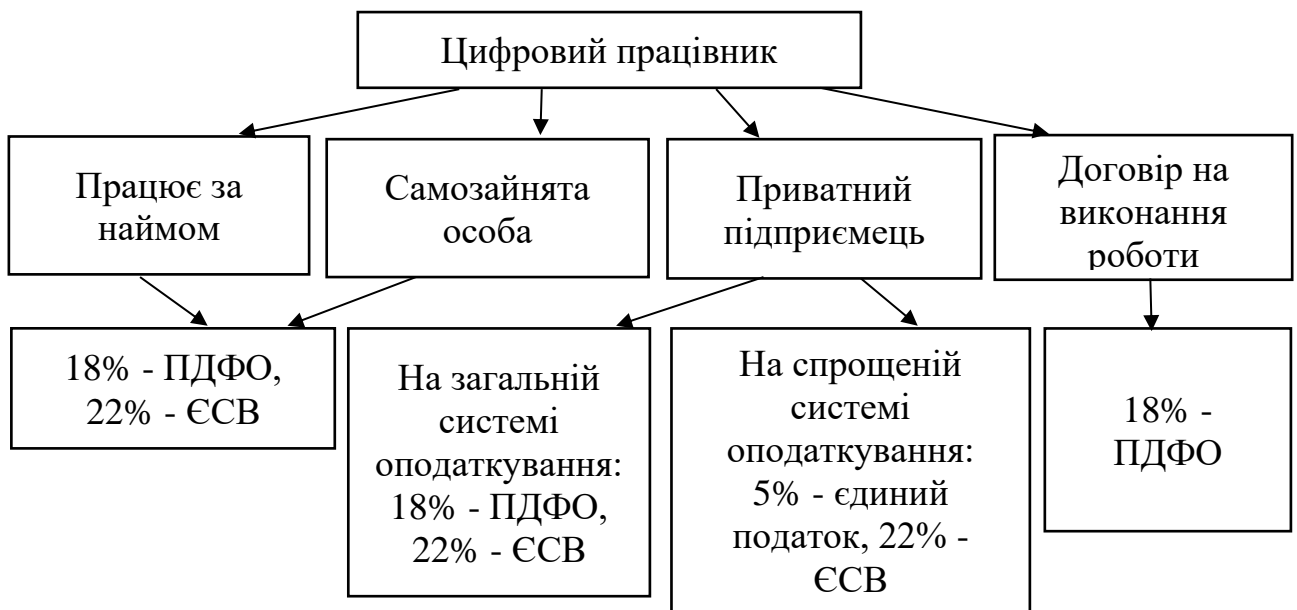 Цифровий працівник
Працює за
наймом
Самозайнята
особа
Приватний
підприємець
Договір на
виконання
роботи
18% - ПДФО,
22% - ЄСВ
На загальній
системі
оподаткування:
18% - ПДФО,
22% - ЄСВ
На спрощеній
системі
оподаткування:
5% - єдиний
податок, 22% -
ЄСВ
18% -
ПДФО